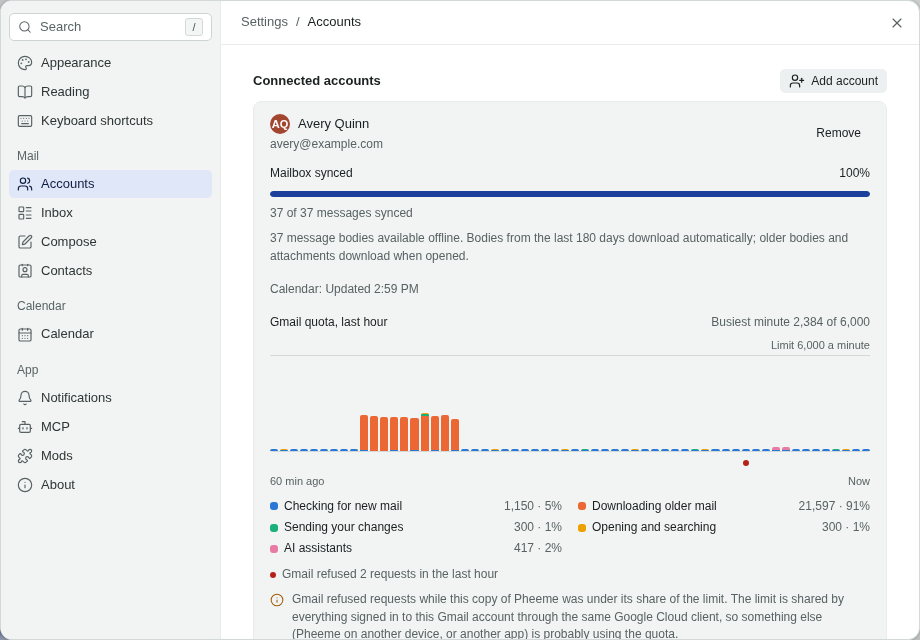 Search
/
Appearance
Reading
Keyboard shortcuts
Mail
Accounts
Inbox
Compose
Contacts
Calendar
Calendar
App
Notifications
MCP
Mods
About
Settings / Accounts
Connected accounts
Add account
AQ
Avery Quinn
avery@example.com
Remove
Mailbox synced
100%
37 of 37 messages synced
37 message bodies available offline. Bodies from the last 180 days download automatically; older bodies and
attachments download when opened.
Calendar: Updated 2:59 PM
Gmail quota, last hour
Busiest minute 2,384 of 6,000
Limit 6,000 a minute
60 min ago
Now
Checking for new mail 1,150 · 5%
Downloading older mail 21,597 · 91%
Sending your changes 300 · 1%
Opening and searching 300 · 1%
AI assistants 417 · 2%
Gmail refused 2 requests in the last hour
Gmail refused requests while this copy of Pheeme was under its share of the limit. The limit is shared by
everything signed in to this Gmail account through the same Google Cloud client, so something else
(Pheeme on another device, or another app) is probably using the quota.